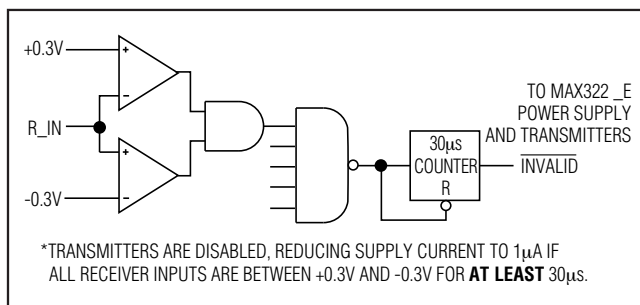 +0.3V
R_IN
-0.3V
+
-
+
-
30µs
COUNTER
R
TO MAX322 _E
POWER SUPPLY
AND TRANSMITTERS
INVALID
*TRANSMITTERS ARE DISABLED, REDUCING SUPPLY CURRENT TO 1µA IF
ALL RECEIVER INPUTS ARE BETWEEN +0.3V AND -0.3V FOR AT LEAST 30µs.